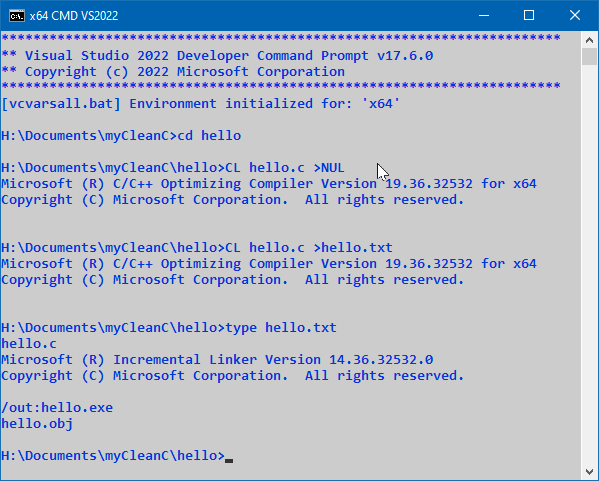 x64 CMD VS2022
**********************************************************************
** Visual Studio 2022 Developer Command Prompt v17.6.0
** Copyright (c) 2022 Microsoft Corporation
**********************************************************************
[vcvarsall.bat] Environment initialized for: 'x64'
H:\Documents\myCleanC>cd hello
H:\Documents\myCleanC\hello>CL hello.c >NUL
Microsoft (R) C/C++ Optimizing Compiler Version 19.36.32532 for x64
Copyright (C) Microsoft Corporation.  All rights reserved.
H:\Documents\myCleanC\hello>CL hello.c >hello.txt
Microsoft (R) C/C++ Optimizing Compiler Version 19.36.32532 for x64
Copyright (C) Microsoft Corporation.  All rights reserved.
H:\Documents\myCleanC\hello>type hello.txt
hello.c
Microsoft (R) Incremental Linker Version 14.36.32532.0
Copyright (C) Microsoft Corporation.  All rights reserved.
/out:hello.exe
hello.obj
H:\Documents\myCleanC\hello>